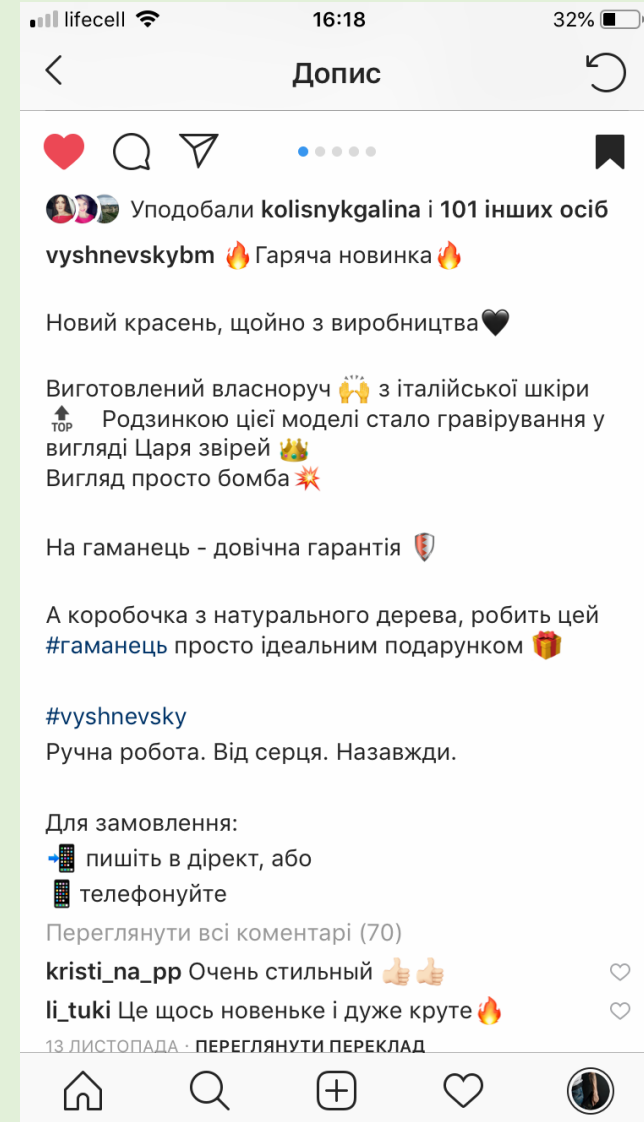 lifecell 16:18 32%
Допис
Уподобали kolisnykgalina і 101 інших осіб
vyshnevskybm 🔥Гаряча новинка🔥
Новий красень, щойно з виробництва🖤
Виготовлений власноруч 🙌 з італійської шкіри
🔝 Родзинкою цієї моделі стало гравірування у
вигляді Царя звірей 👑
Вигляд просто бомба💥
На гаманець - довічна гарантія 🛡
А коробочка з натурального дерева, робить цей
#гаманець просто ідеальним подарунком 🎁
#vyshnevsky
Ручна робота. Від серця. Назавжди.
Для замовлення:
📲 пишіть в дірект, або
📱телефонуйте
Переглянути всі коментарі (70)
kristi_na_pp Очень стильный 👍🏻👍🏻
li_tuki Це щось новеньке і дуже круте🔥
13 ЛИСТОПАДА · ПЕРЕГЛЯНУТИ ПЕРЕКЛАД